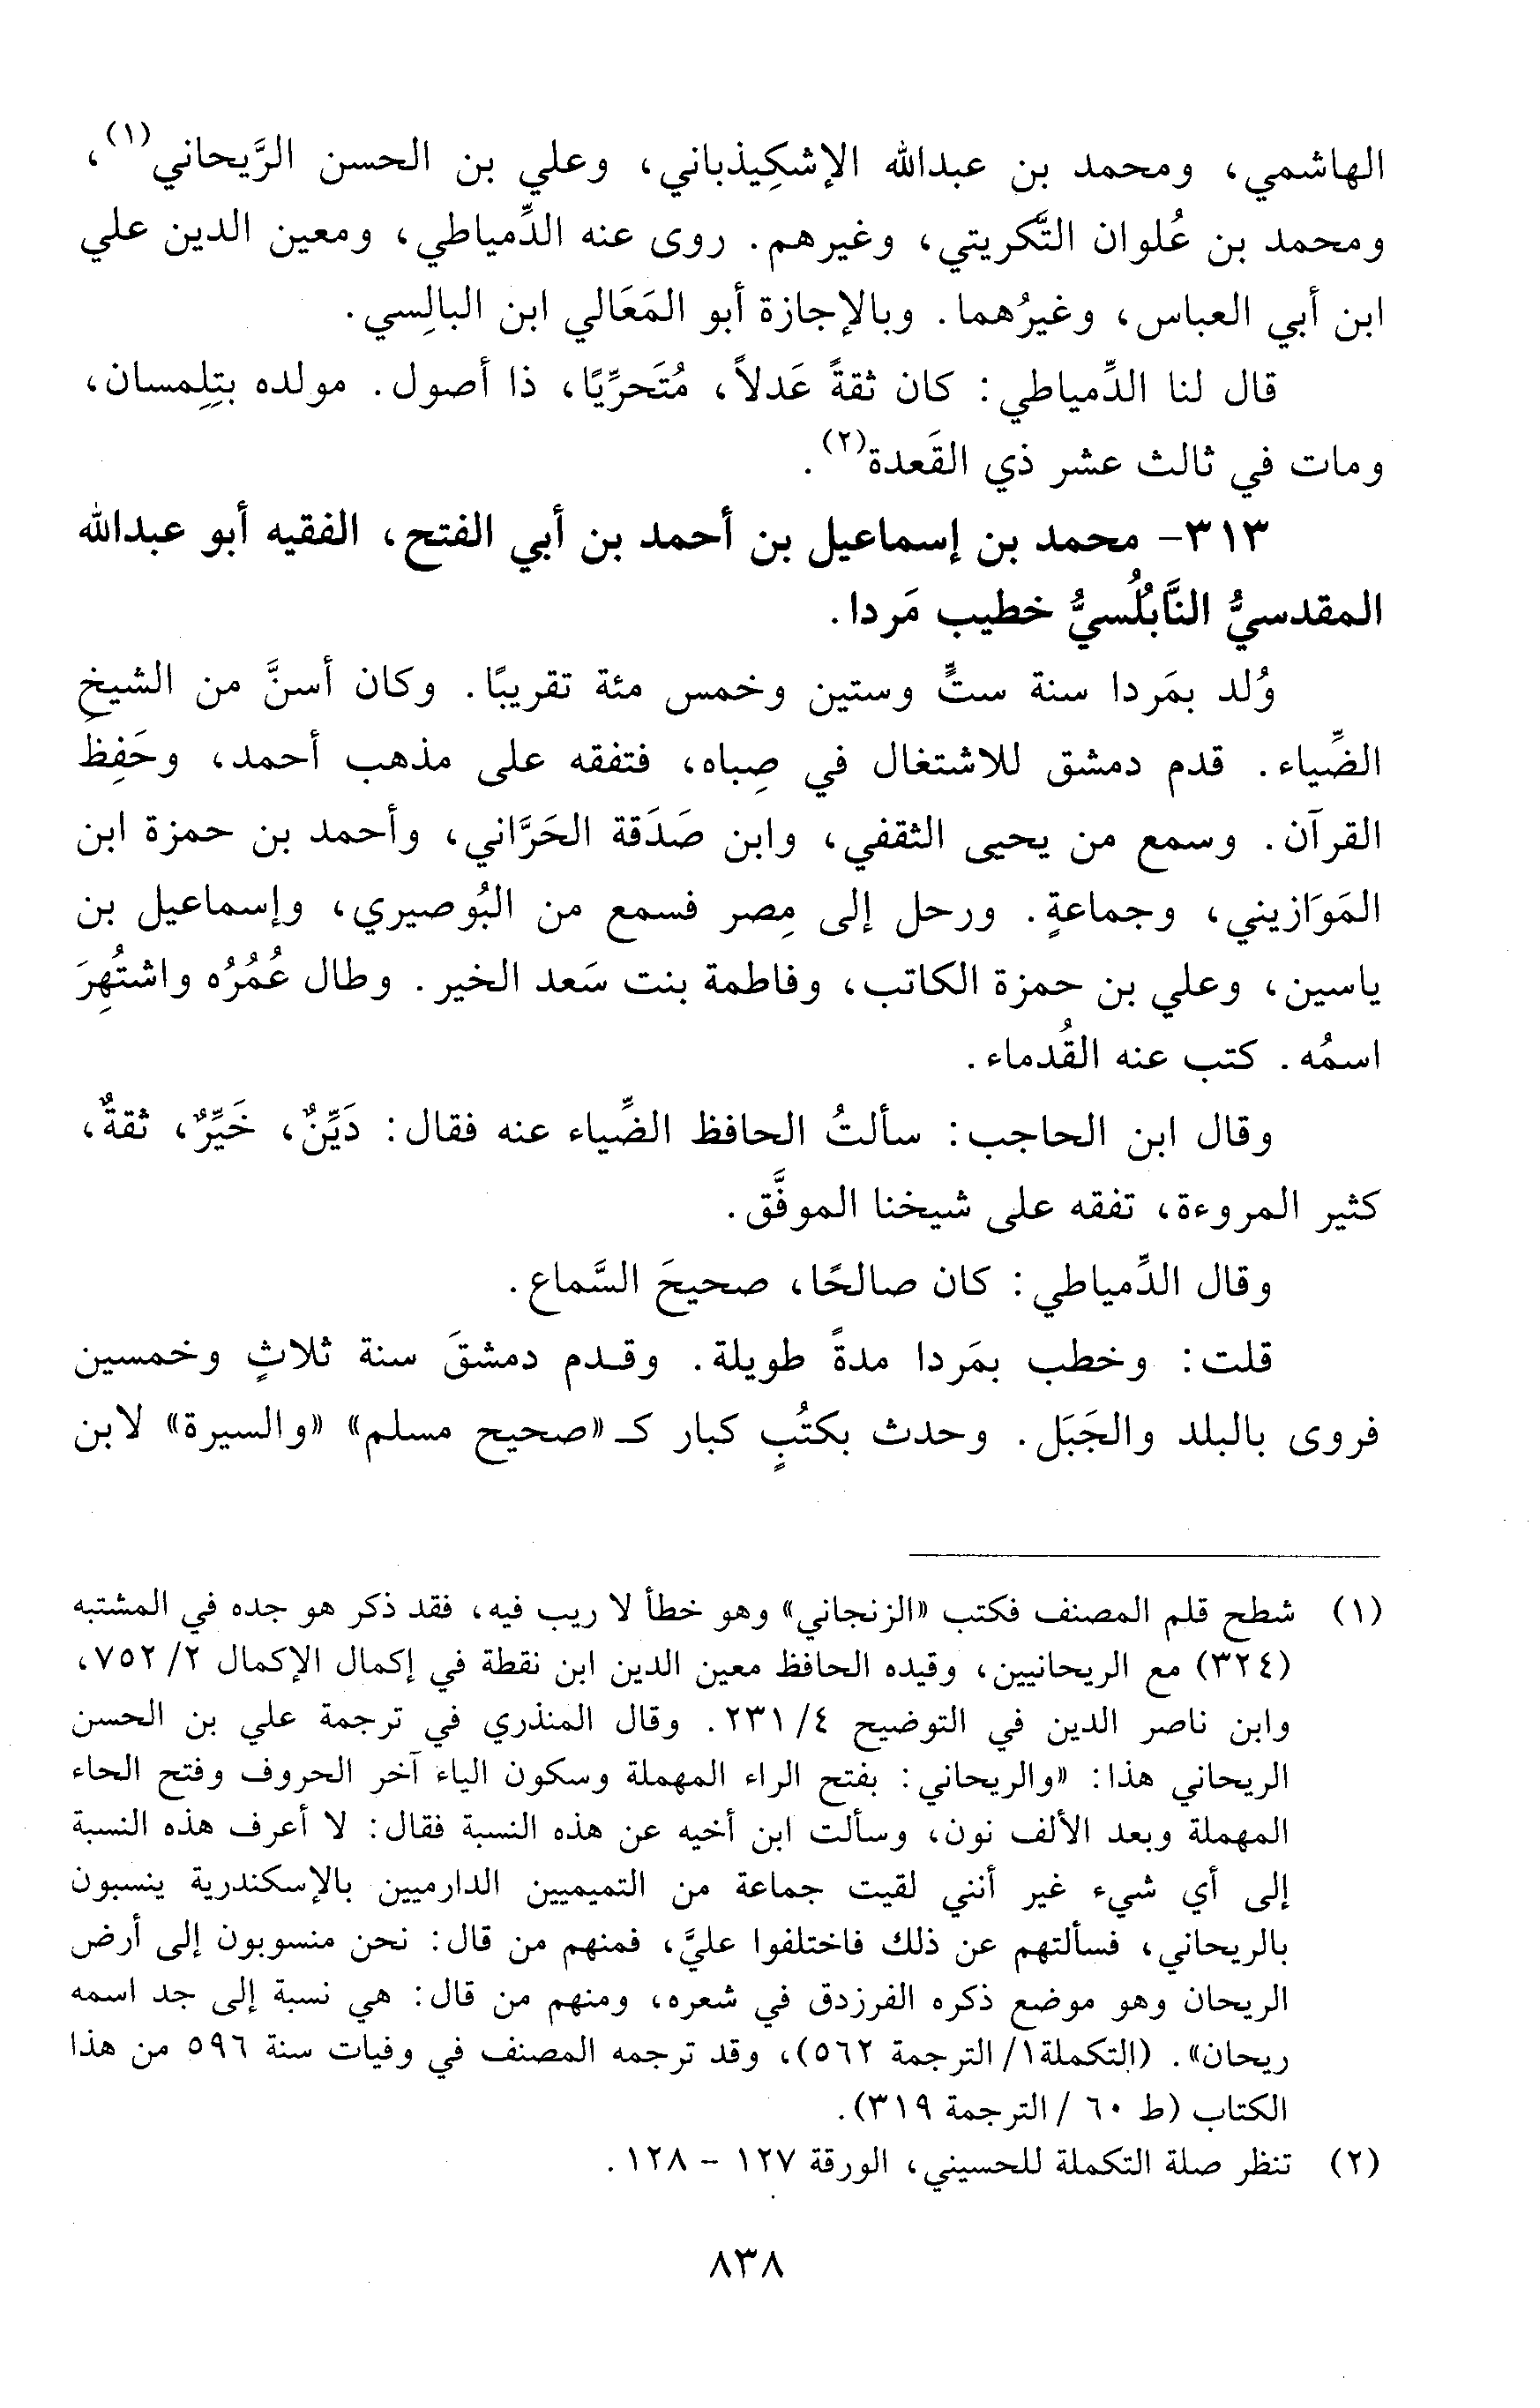 الهاشمي، ومحمد بن عبدالله الإشكِيذباني، وعلي بن الحسن الرَّيحاني(١)،
ومحمد بن عُلوان التَّكريتي، وغيرهم. روى عنه الدِّمياطي، ومعين الدين علي
ابن أبي العباس، وغيرُهما. وبالإجازة أبو المَعَالي ابن البالِسي.
قال لنا الدِّمياطي: كان ثقةً عَدلاً، مُتَحرِّيًا، ذا أصول. مولده بتِلِمسان،
ومات في ثالث عشر ذي القَعدة(٢).
٣١٣- محمد بن إسماعيل بن أحمد بن أبي الفتح، الفقيه أبو عبدالله
المقدسيُّ النَّابُلُسيُّ خطيب مَردا.
وُلد بمَردا سنة ستٍّ وستين وخمس مئة تقريبًا. وكان أسنَّ من الشيخِ
الضِّياء. قدم دمشق للاشتغال في صِباه، فتفقه على مذهب أحمد، وحَفِظَ
القرآن. وسمع من يحيى الثقفي، وابن صَدَقة الحَرَّاني، وأحمد بن حمزة ابن
المَوَازيني، وجماعةٍ. ورحل إلى مِصر فسمع من البُوصيري، وإسماعيل بن
ياسين، وعلي بن حمزة الكاتب، وفاطمة بنت سَعد الخير. وطال عُمُرُه واشتُهِرَ
اسمُه. كتب عنه القُدماء.
وقال ابن الحاجب: سألتُ الحافظ الضِّياء عنه فقال: دَيِّنٌ، خَيِّرٌ، ثقةٌ،
كثير المروءة، تفقه على شيخنا الموفَّق.
وقال الدِّمياطي: كان صالحًا، صحيحَ السَّماع.
قلت: وخطب بمَردا مدةً طويلة. وقدم دمشقَ سنة ثلاثٍ وخمسين
فروى بالبلد والجَبَل. وحدث بكتُبٍ كبار كـ «صحيح مسلم» «والسيرة» لابن
(١) شطح قلم المصنف فكتب «الزنجاني» وهو خطأ لا ريب فيه، فقد ذكر هو جده في المشتبه
(٣٢٤) مع الريحانيين، وقيده الحافظ معين الدين ابن نقطة في إكمال الإكمال ٢/ ٧٥٢،
وابن ناصر الدين في التوضيح ٤/ ٢٣١. وقال المنذري في ترجمة علي بن الحسن
الريحاني هذا: «والريحاني: بفتح الراء المهملة وسكون الياء آخر الحروف وفتح الحاء
المهملة وبعد الألف نون، وسألت ابن أخيه عن هذه النسبة فقال: لا أعرف هذه النسبة
إلى أي شيء غير أنني لقيت جماعة من التميميين الدارميين بالإسكندرية ينسبون
بالريحاني، فسألتهم عن ذلك فاختلفوا عليَّ، فمنهم من قال: نحن منسوبون إلى أرض
الريحان وهو موضع ذكره الفرزدق في شعره، ومنهم من قال: هي نسبة إلى جد اسمه
ريحان». (التكملة١/ الترجمة ٥٦٢)، وقد ترجمه المصنف في وفيات سنة ٥٩٦ من هذا
الكتاب (ط ٦٠ / الترجمة ٣١٩).
(٢) تنظر صلة التكملة للحسيني، الورقة ١٢٧ - ١٢٨.
٨٣٨